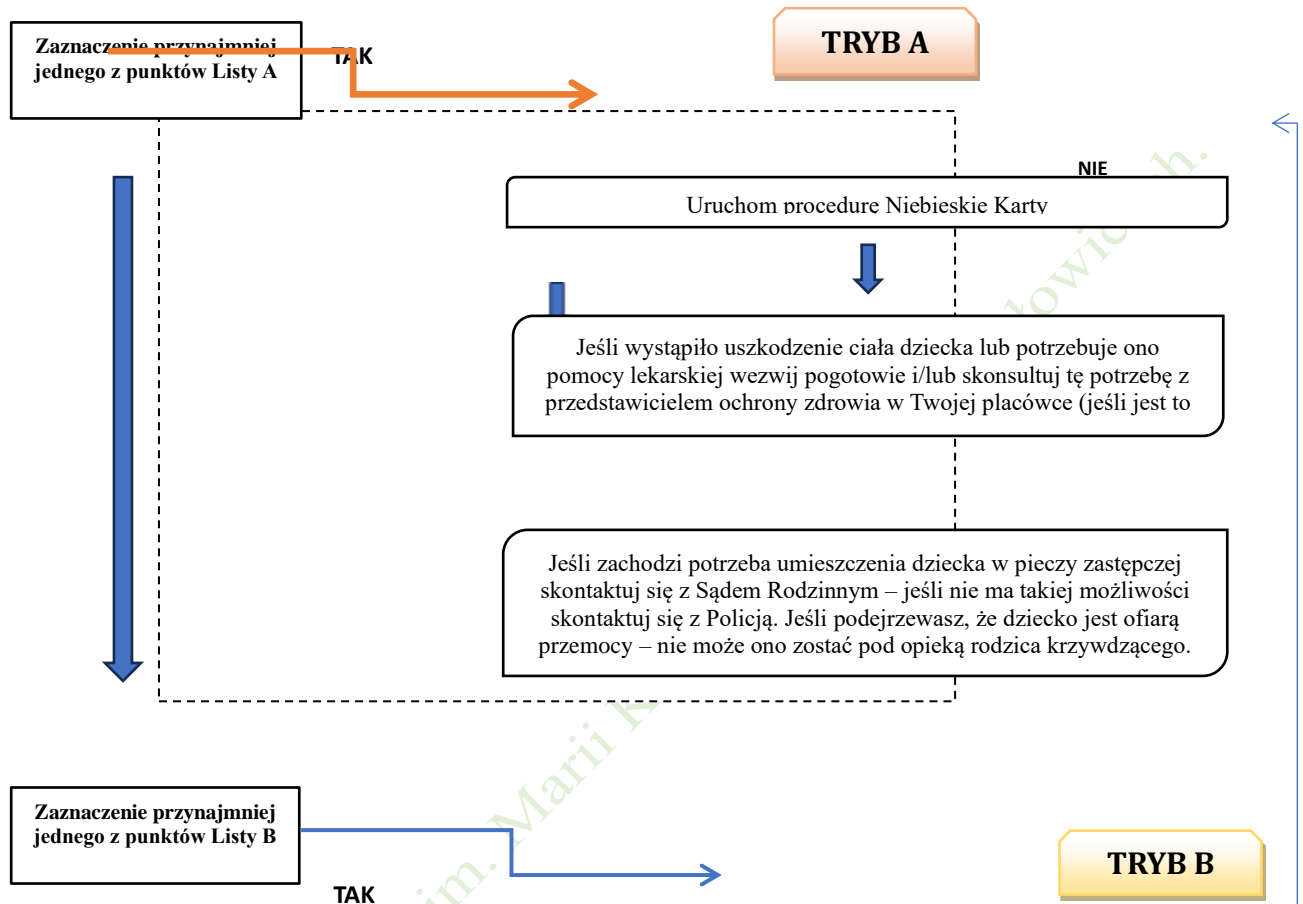 Zaznaczenie przynajmniej
jednego z punktów Listy A
TAK
TRYB A
NIE
Uruchom procedurę Niebieskie Karty
Jeśli wystąpiło uszkodzenie ciała dziecka lub potrzebuje ono
pomocy lekarskiej wezwij pogotowie i/lub skonsultuj tę potrzebę z
przedstawicielem ochrony zdrowia w Twojej placówce (jeśli jest to
Jeśli zachodzi potrzeba umieszczenia dziecka w pieczy zastępczej
skontaktuj się z Sądem Rodzinnym – jeśli nie ma takiej możliwości
skontaktuj się z Policją. Jeśli podejrzewasz, że dziecko jest ofiarą
przemocy – nie może ono zostać pod opieką rodzica krzywdzącego.
Zaznaczenie przynajmniej
jednego z punktów Listy B
TAK
TRYB B
im. Marii